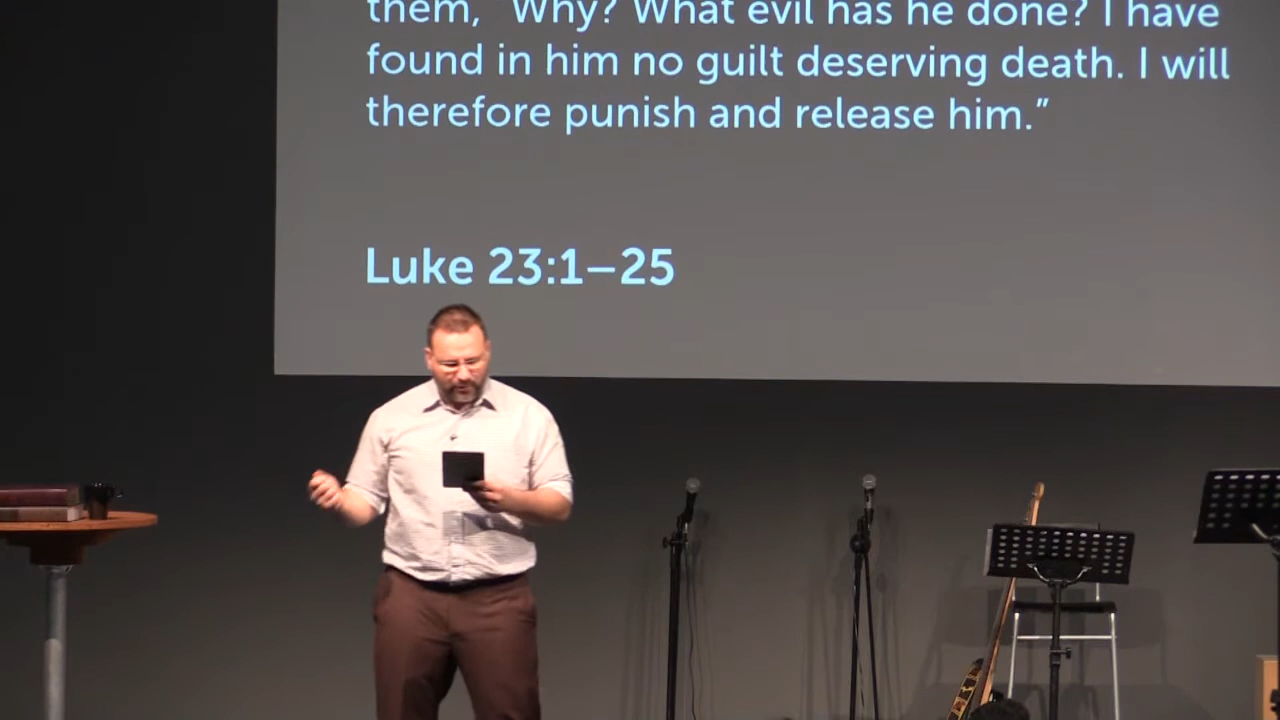 them, “Why? What evil has he done? I have
found in him no guilt deserving death. I will
therefore punish and release him.”
Luke 23:1–25